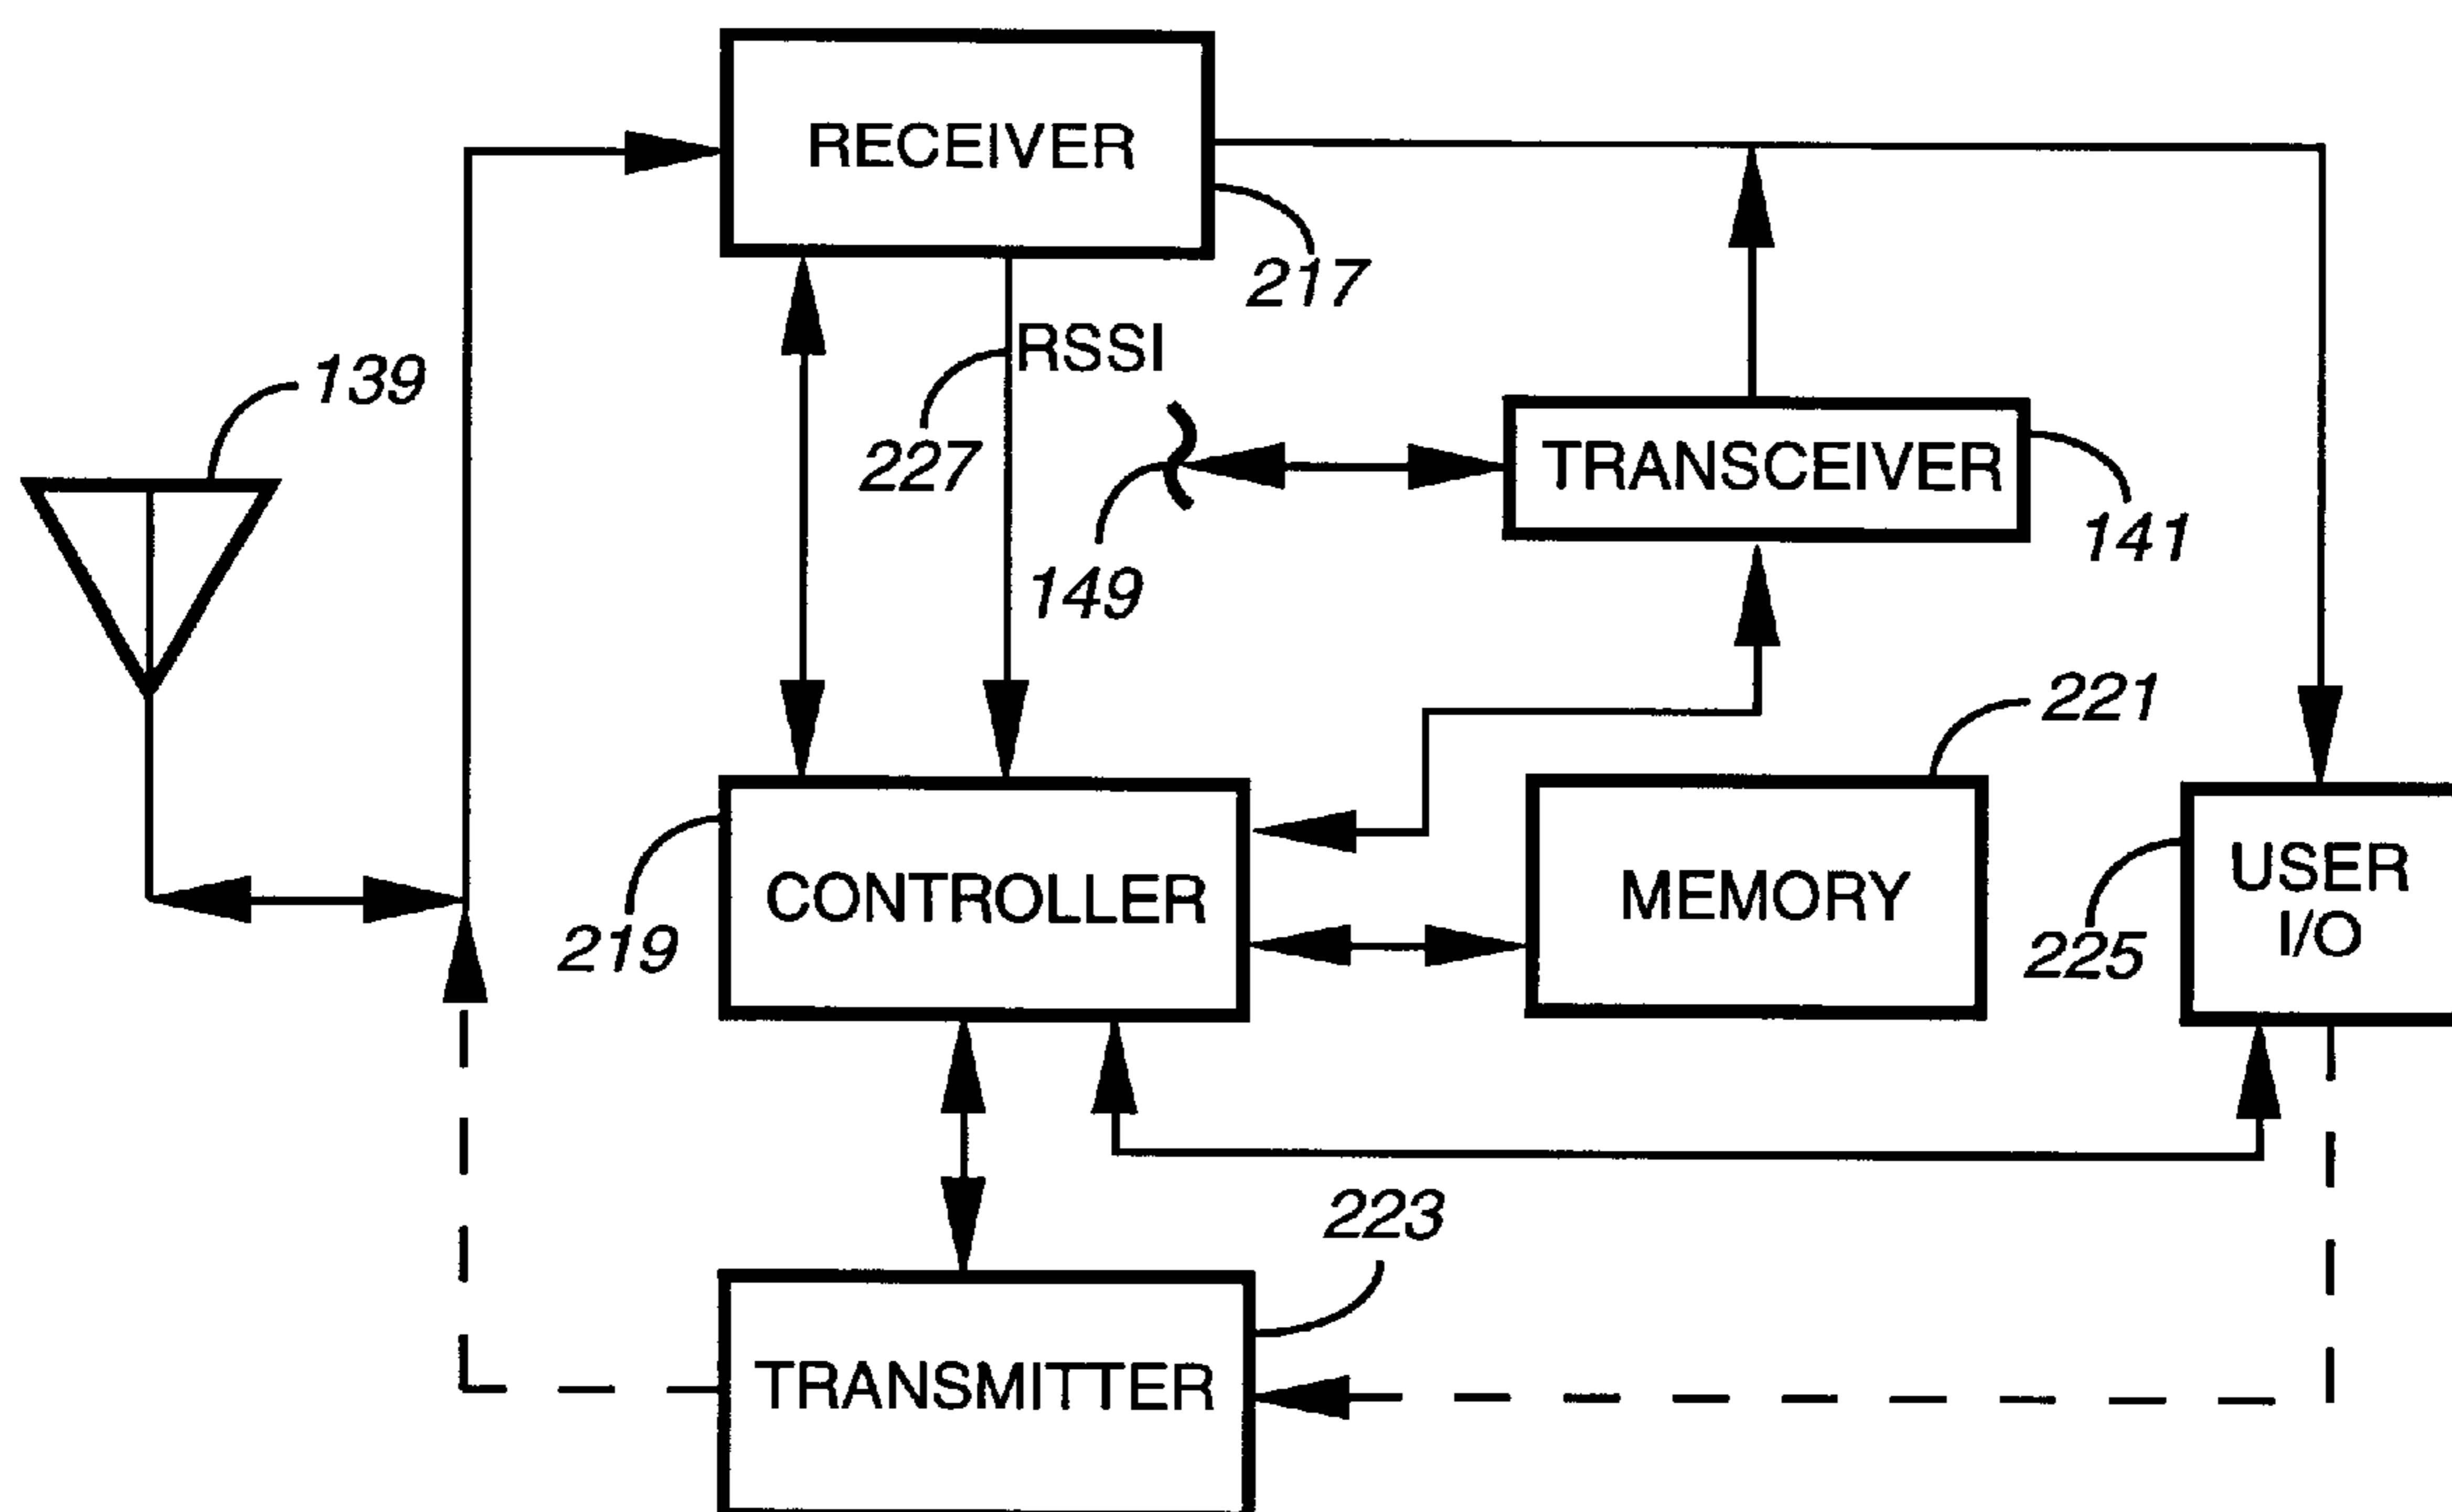 RECEIVER
217
RSSI
139
227
TRANSCEIVER
141
149
221
CONTROLLER
MEMORY
USER
I/O
219
225
223
TRANSMITTER